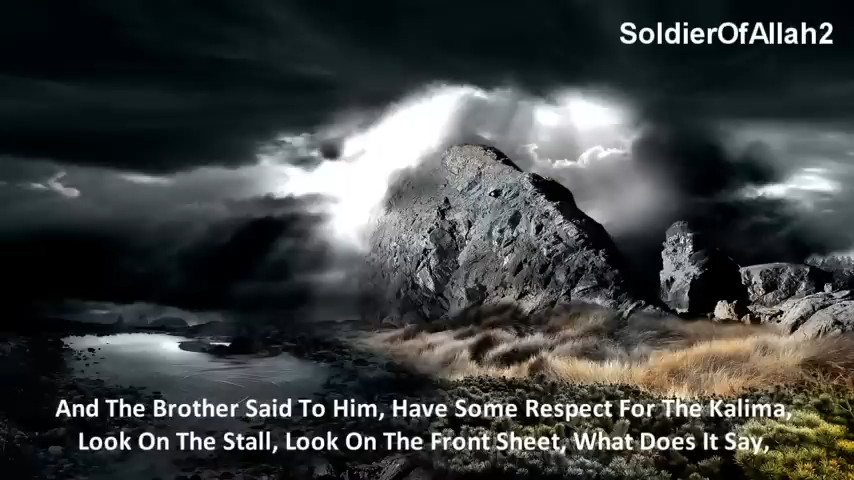 SoldierOfAllah2
And The Brother Said To Him, Have Some Respect For The Kalima,
Look On The Stall, Look On The Front Sheet, What Does It Say,